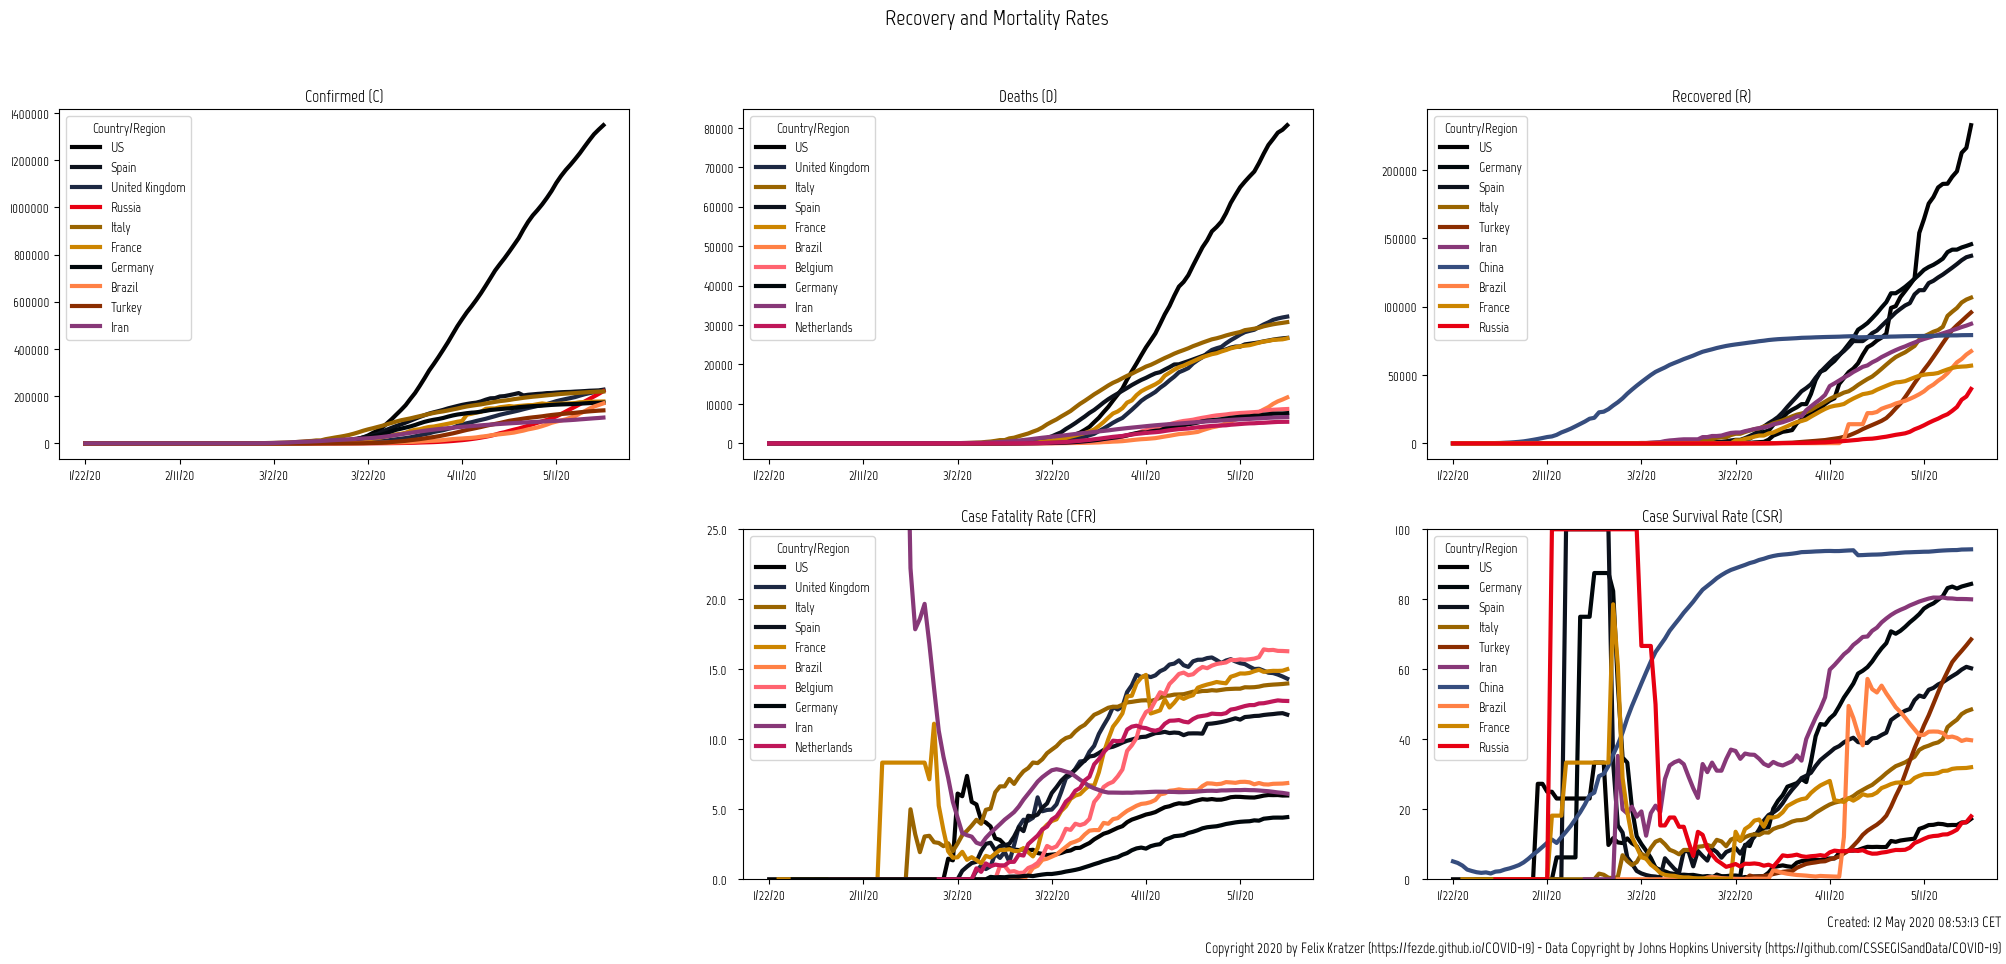 Recovery and Mortality Rates
Confirmed (C)
1400000
1200000
1000000
800000
600000
400000
200000
0
1/22/20 2/11/20 3/2/20 3/22/20 4/11/20 5/1/20
Country/Region
US
Spain
United Kingdom
Russia
Italy
France
Germany
Brazil
Turkey
Iran
Deaths (D)
80000
70000
60000
50000
40000
30000
20000
10000
0
1/22/20 2/11/20 3/2/20 3/22/20 4/11/20 5/1/20
Country/Region
US
United Kingdom
Italy
Spain
France
Brazil
Belgium
Germany
Iran
Netherlands
Recovered (R)
200000
150000
100000
50000
0
1/22/20 2/11/20 3/2/20 3/22/20 4/11/20 5/1/20
Country/Region
US
Germany
Spain
Italy
Turkey
Iran
China
Brazil
France
Russia
Case Fatality Rate (CFR)
25.0
20.0
15.0
10.0
5.0
0.0
1/22/20 2/11/20 3/2/20 3/22/20 4/11/20 5/1/20
Country/Region
US
United Kingdom
Italy
Spain
France
Brazil
Belgium
Germany
Iran
Netherlands
Case Survival Rate (CSR)
100
80
60
40
20
0
1/22/20 2/11/20 3/2/20 3/22/20 4/11/20 5/1/20
Country/Region
US
Germany
Spain
Italy
Turkey
Iran
China
Brazil
France
Russia
Created: 12 May 2020 08:53:13 CET
Copyright 2020 by Felix Kratzer (https://fezde.github.io/COVID-19) - Data Copyright by Johns Hopkins University (https://github.com/CSSEGISandData/COVID-19)